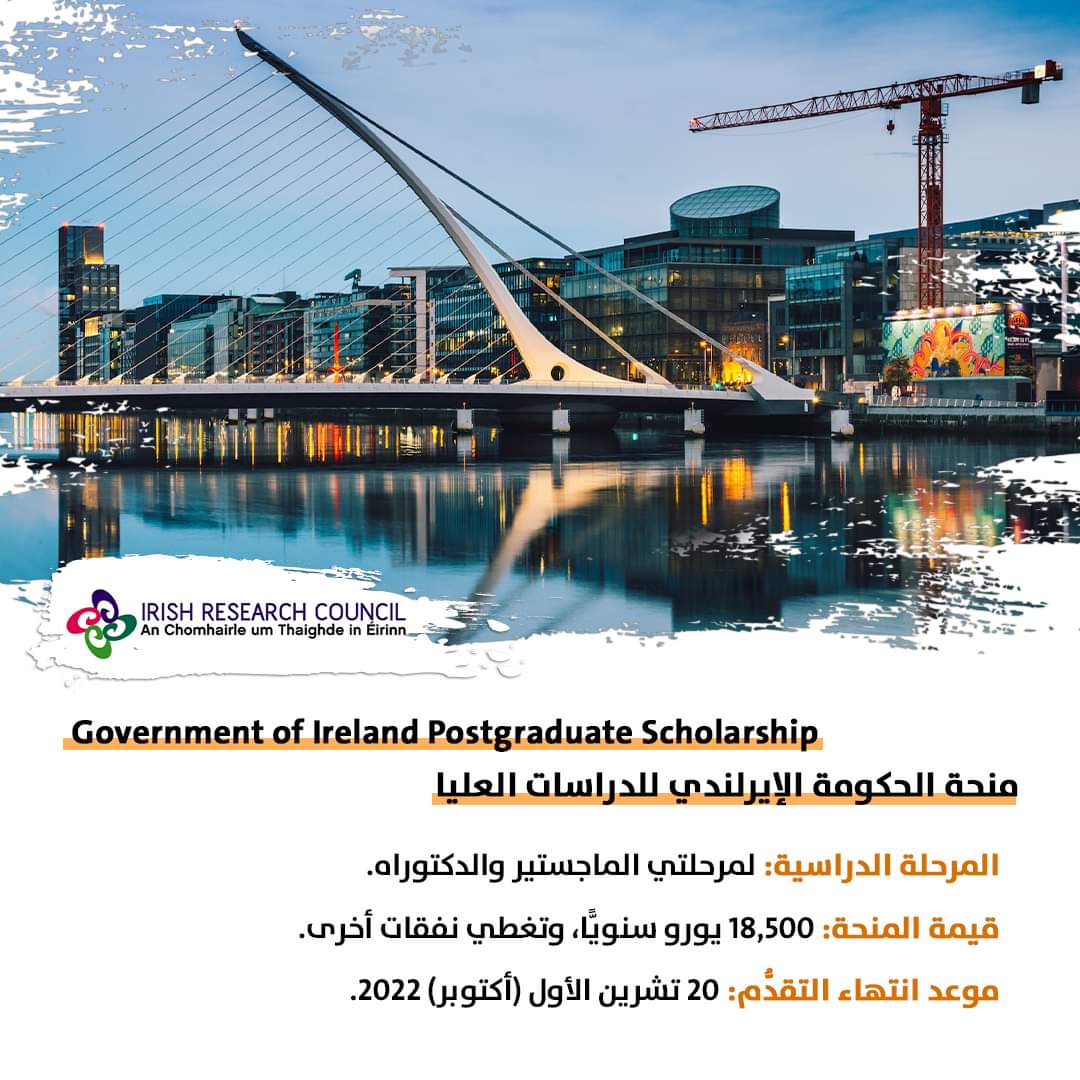 IRISH RESEARCH COUNCIL
An Chomhairle um Thaighde in Éirinn
Government of Ireland Postgraduate Scholarship
منحة الحكومة الإيرلندي للدراسات العليا
المرحلة الدراسية: لمرحلتي الماجستير والدكتوراه.
قيمة المنحة: 18,500 يورو سنويًّا، وتغطي نفقات أخرى.
موعد انتهاء التقدُّم: 20 تشرين الأول (أكتوبر) 2022.